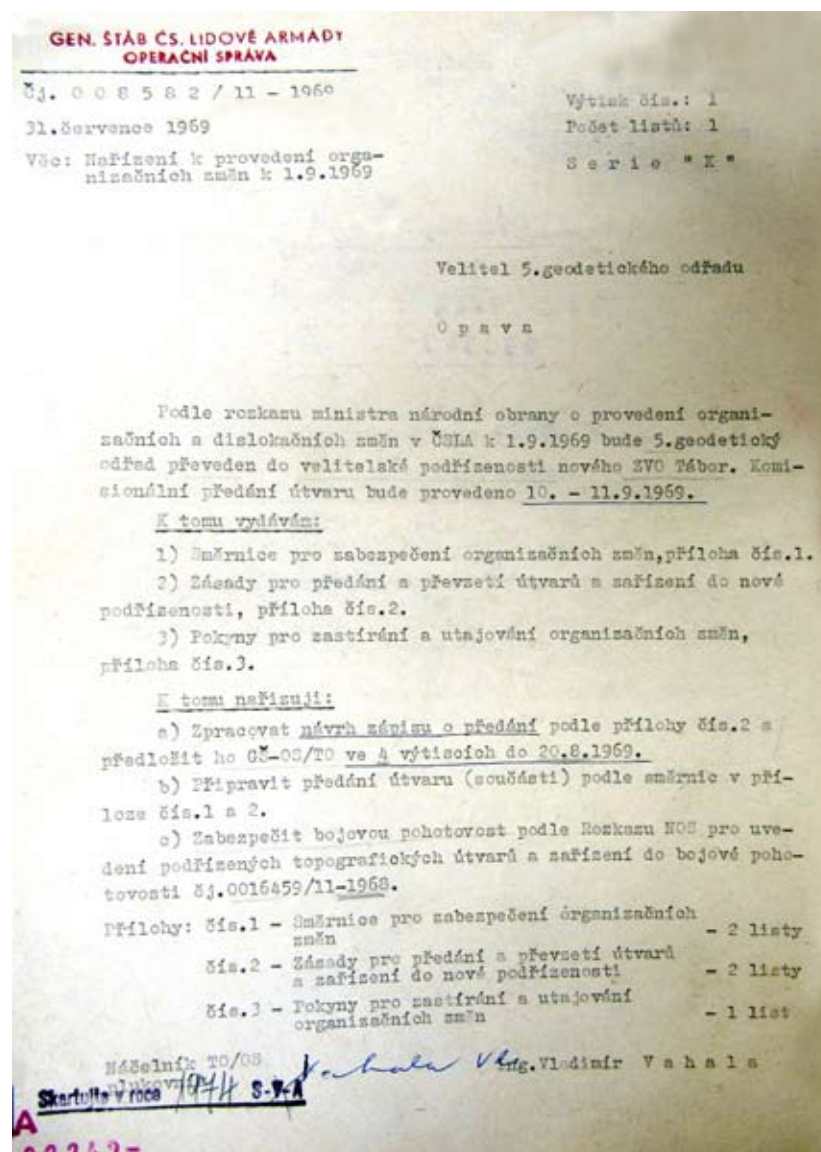 GEN. ŠTÁB ČS. LIDOVÉ ARMÁDY
OPERAČNÍ SPRÁVA
Čj. 0 0 8 5 8 2 / 11 – 1969
31.července 1969
Věc: Nařízení k provedení orga-
nizačních změn k 1.9.1969
Výtisk čís.: 1
Počet listů: 1
S e r i e " K "
Velitel 5.geodetického odřadu
O p a v a
Podle rozkazu ministra národní obrany o provedení organi-
začních a dislokačních změn v ČSLA k 1.9.1969 bude 5.geodetický
odřad převeden do velitelské podřízenosti nového ZVO Tábor. Komi-
sionální předání útvaru bude provedeno 10. – 11.9.1969.
K tomu vydávám:
1) Směrnice pro zabezpečení organizačních změn,příloha čís.1.
2) Zásady pro předání a převzetí útvarů a zařízení do nové
podřízenosti, příloha čís.2.
3) Pokyny pro zastírání a utajování organizačních změn,
příloha čís.3.
K tomu nařizuji:
a) Zpracovat návrh zápisu o předání podle přílohy čís.2 a
předložit ho GŠ-OS/TO ve 4 výtiscích do 20.8.1969.
b) Připravit předání útvaru (součásti) podle směrnic v pří-
loze čís.1 a 2.
c) Zabezpečit bojovou pohotovost podle Rozkazu NOS pro uve-
dení podřízených topografických útvarů a zařízení do bojové poho-
tovosti čj.0016459/11-1968.
Přílohy: čís.1 – Směrnice pro zabezpečení organizačních
změn – 2 listy
čís.2 – Zásady pro předání a převzetí útvarů
a zařízení do nové podřízenosti – 2 listy
čís.3 – Pokyny pro zastírání a utajování
organizačních změn – 1 list
Náčelník TO/OS
Vahala Vl
Ing.Vladimír V a h a l a
plukovník
Skartujte v roce 1974 S-V-A
A